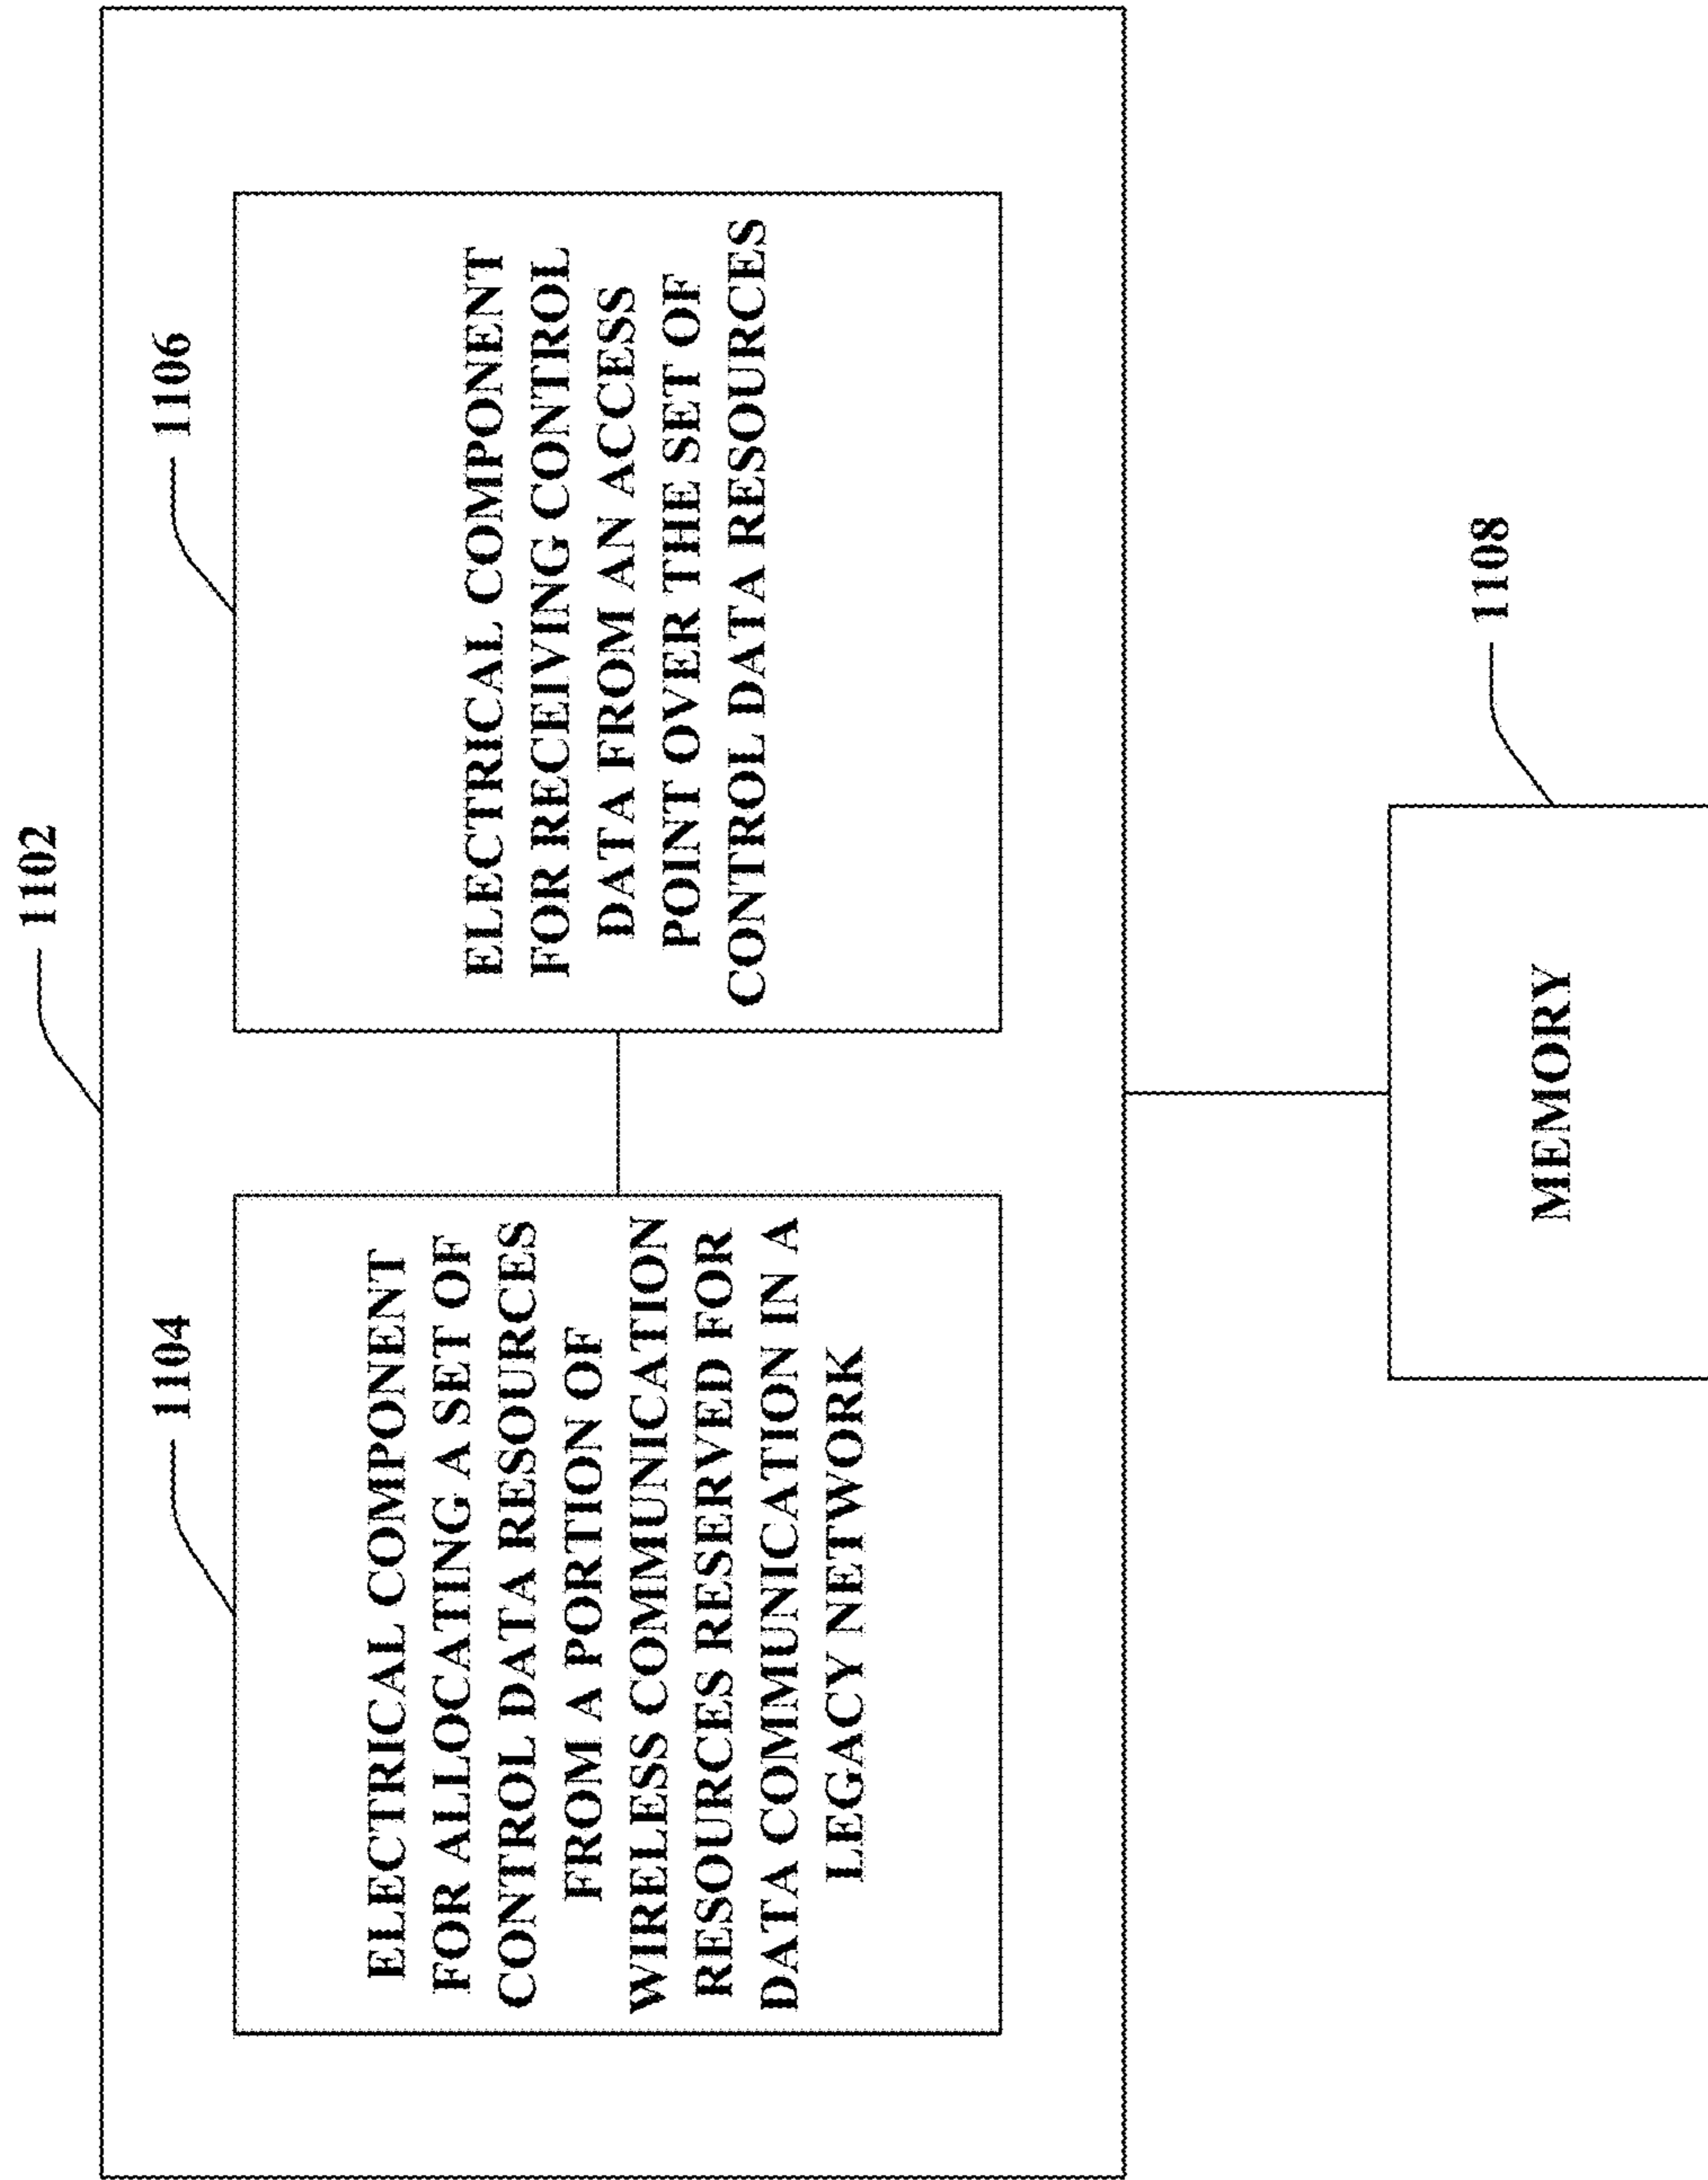 1102
1104
ELECTRICAL COMPONENT
FOR ALLOCATING A SET OF
CONTROL DATA RESOURCES
FROM A PORTION OF
WIRELESS COMMUNICATION
RESOURCES RESERVED FOR
DATA COMMUNICATION IN A
LEGACY NETWORK
1106
ELECTRICAL COMPONENT
FOR RECEIVING CONTROL
DATA FROM AN ACCESS
POINT OVER THE SET OF
CONTROL DATA RESOURCES
1108
MEMORY